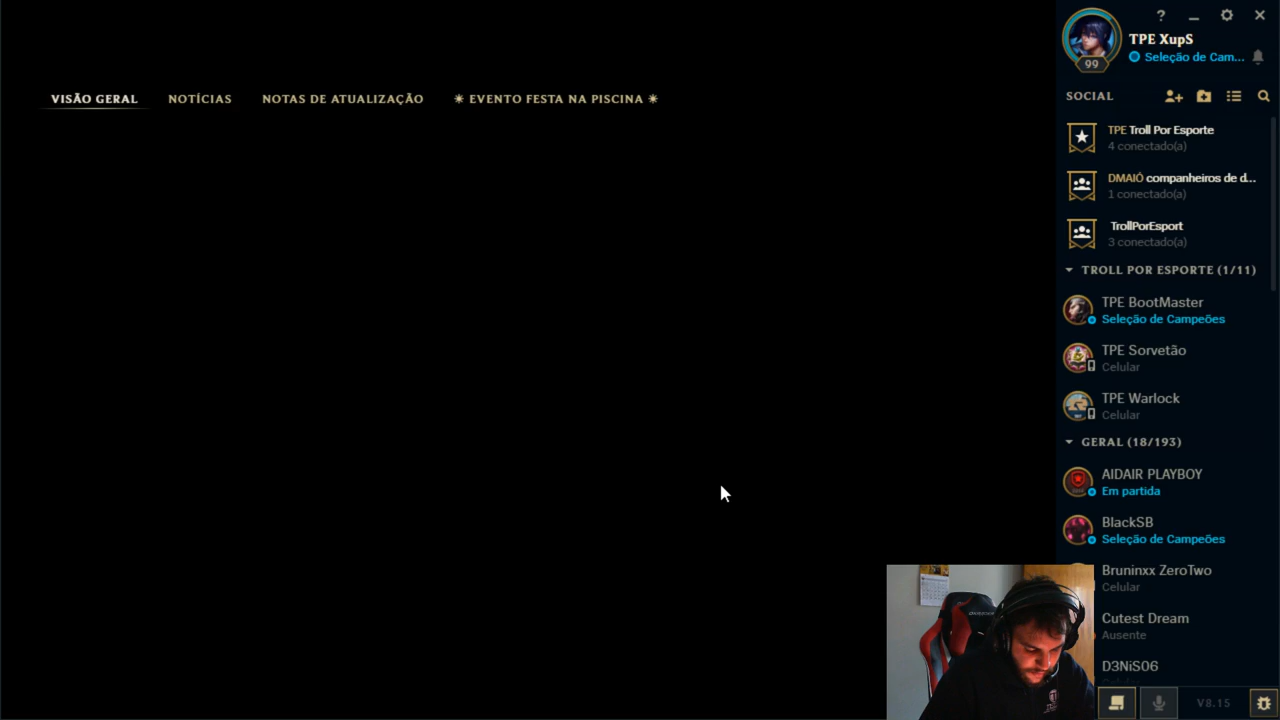 ?
TPE XupS
99
Seleção de Cam...
VISÃO GERAL
NOTÍCIAS
NOTAS DE ATUALIZAÇÃO
EVENTO FESTA NA PISCINA
SOCIAL
TPE Troll Por Esporte
4 conectado(a)
DMAIÓ companheiros de d...
1 conectado(a)
TrollPorEsport
3 conectado(a)
TROLL POR ESPORTE (1/11)
TPE BootMaster
Seleção de Campeões
TPE Sorvetão
Celular
TPE Warlock
Celular
GERAL (18/193)
AIDAIR PLAYBOY
Em partida
BlackSB
Seleção de Campeões
Bruninxx ZeroTwo
Celular
Cutest Dream
Ausente
D3NiS06
V8.15